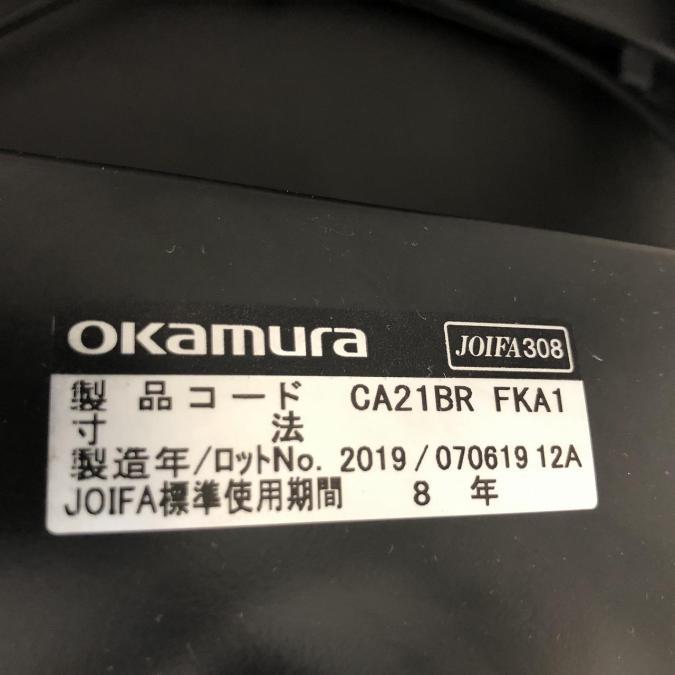 okamura
JOIFA308
製品コード CA21BR FKA1
寸法
製造年/ロットNo. 2019 / 070619 12A
JOIFA標準使用期間 8 年